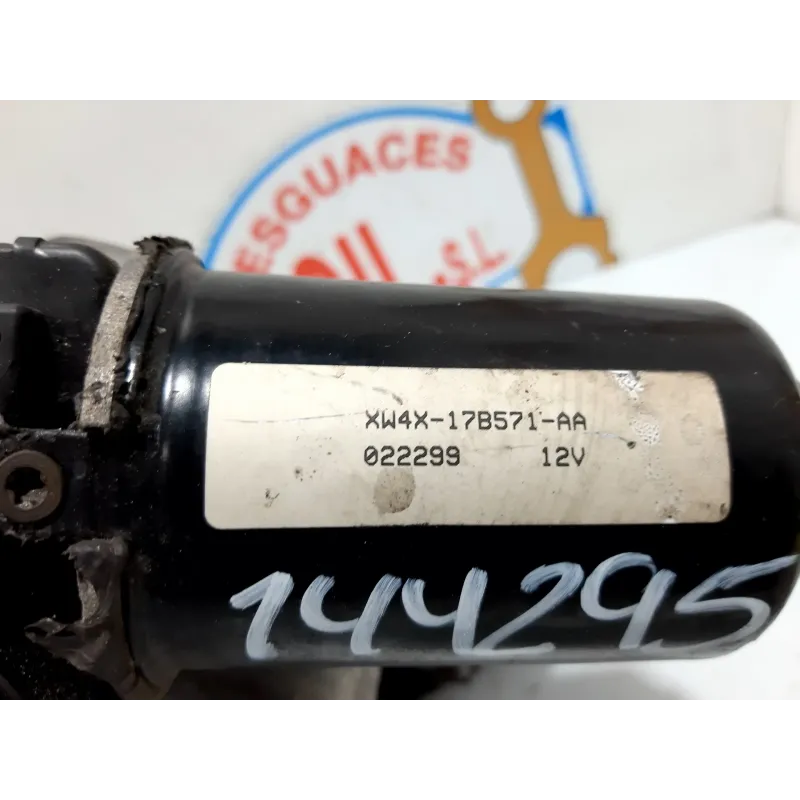 DESGUACES
S.L
XW4X-17B571-AA
022299 12V
144295